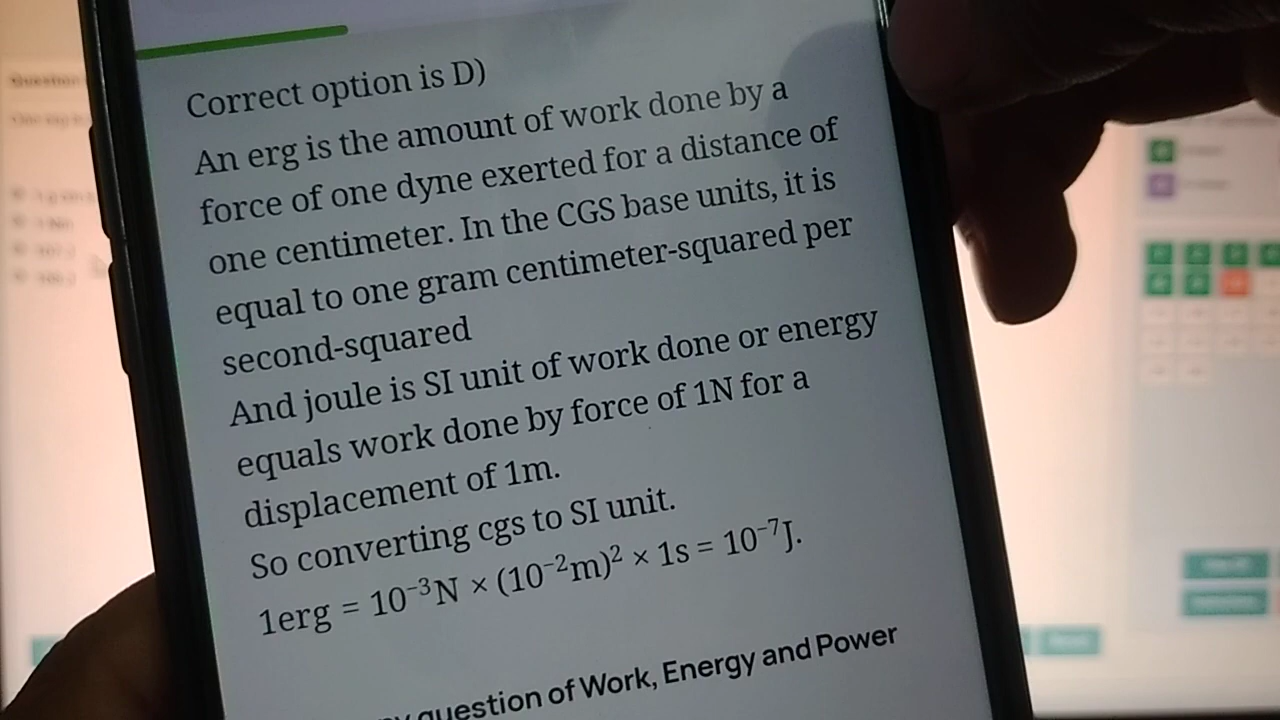 Correct option is D)
An erg is the amount of work done by a
force of one dyne exerted for a distance of
one centimeter. In the CGS base units, it is
equal to one gram centimeter-squared per
second-squared
And joule is SI unit of work done or energy
equals work done by force of 1N for a
displacement of 1m.
So converting cgs to SI unit.
1erg = 10⁻³N × (10⁻²m)² × 1s = 10⁻⁷J.
question of Work, Energy and Power
Question